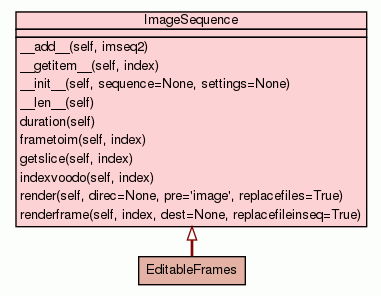 ImageSequence
__add__(self, imseq2)
__getitem__(self, index)
__init__(self, sequence=None, settings=None)
__len__(self)
duration(self)
frametoim(self, index)
getslice(self, index)
indexvoodo(self, index)
render(self, direc=None, pre='image', replacefiles=True)
renderframe(self, index, dest=None, replacefileinseq=True)
EditableFrames